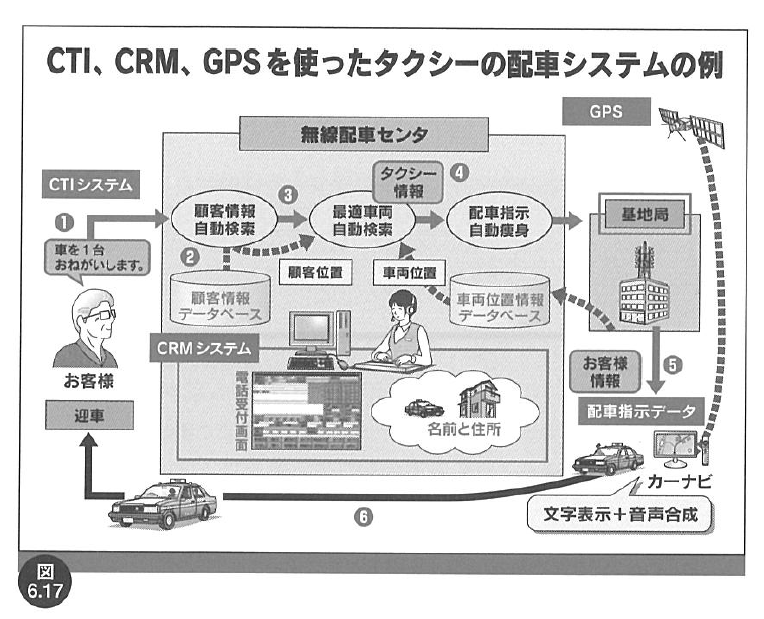 CTI、CRM、GPSを使ったタクシーの配車システムの例
GPS
無線配車センタ
CTIシステム
❶
車を1台
おねがいします。
お客様
迎車
顧客情報
自動検索
❷
❸
最適車両
自動検索
タクシー
情報
❹
配車指示
自動痩身
基地局
顧客位置
車両位置
顧客情報
データベース
車両位置情報
データベース
CRMシステム
電話受付画面
名前と住所
お客様
情報
❺
配車指示データ
カーナビ
文字表示+音声合成
❻
図
6.17